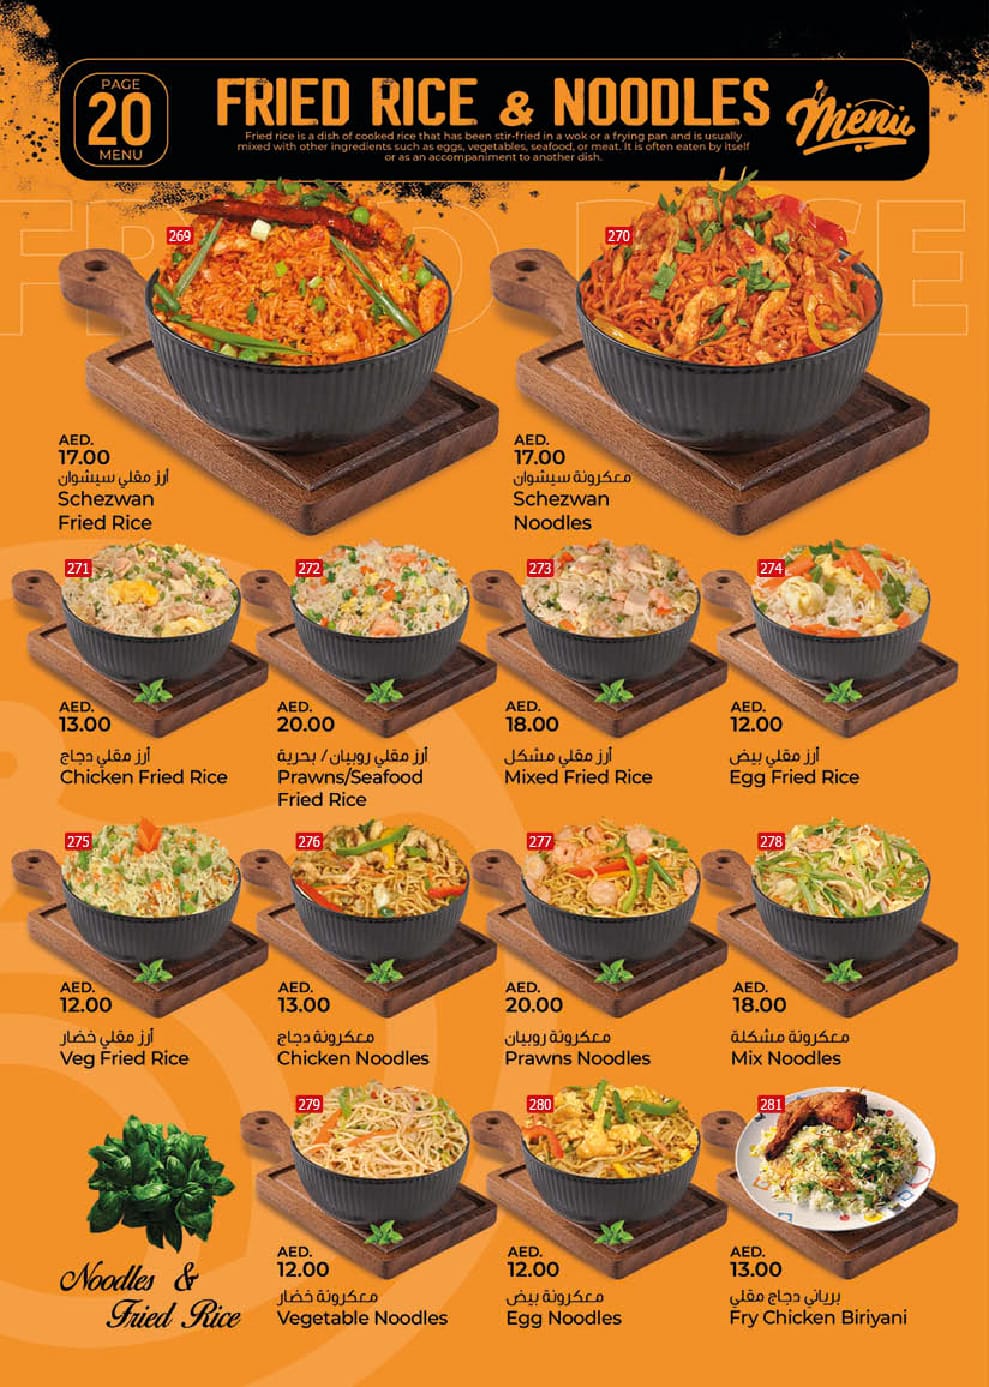 PAGE
20
MENU
FRIED RICE & NOODLES
Menu
Fried rice is a dish of cooked rice that has been stir-fried in a wok or a frying pan and is usually
mixed with other ingredients such as eggs, vegetables, seafood, or meat. It is often eaten by itself
or as an accompaniment to another dish.
FRIED RICE
269
AED.
17.00
أرز مقلي سيشوان
Schezwan
Fried Rice
270
AED.
17.00
معكرونة سيشوان
Schezwan
Noodles
271
AED.
13.00
أرز مقلي دجاج
Chicken Fried Rice
272
AED.
20.00
أرز مقلي روبيان / بحرية
Prawns/Seafood
Fried Rice
273
AED.
18.00
أرز مقلي مشكل
Mixed Fried Rice
274
AED.
12.00
أرز مقلي بيض
Egg Fried Rice
275
AED.
12.00
أرز مقلي خضار
Veg Fried Rice
276
AED.
13.00
معكرونة دجاج
Chicken Noodles
277
AED.
20.00
معكرونة روبيان
Prawns Noodles
278
AED.
18.00
معكرونة مشكلة
Mix Noodles
Noodles &
Fried Rice
279
AED.
12.00
معكرونة خضار
Vegetable Noodles
280
AED.
12.00
معكرونة بيض
Egg Noodles
281
AED.
13.00
برياني دجاج مقلي
Fry Chicken Biriyani